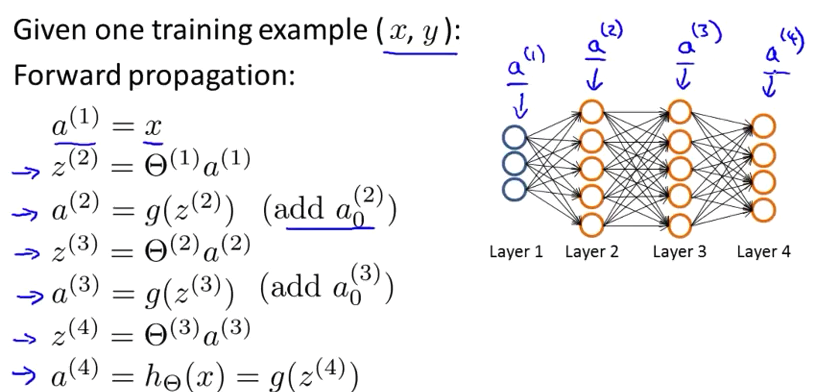 Given one training example (x, y):
Forward propagation:
a⁽¹⁾ = x
→ z⁽²⁾ = Θ⁽¹⁾a⁽¹⁾
→ a⁽²⁾ = g(z⁽²⁾) (add a₀⁽²⁾)
→ z⁽³⁾ = Θ⁽²⁾a⁽²⁾
→ a⁽³⁾ = g(z⁽³⁾) (add a₀⁽³⁾)
→ z⁽⁴⁾ = Θ⁽³⁾a⁽³⁾
→ a⁽⁴⁾ = h_Θ(x) = g(z⁽⁴⁾)
a⁽¹⁾ a⁽²⁾ a⁽³⁾ a⁽⁴⁾
Layer 1 Layer 2 Layer 3 Layer 4